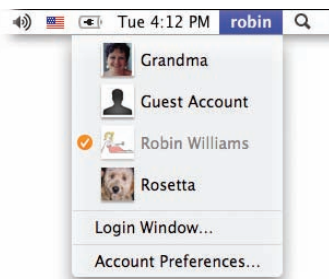 Tue 4:12 PM robin
Grandma
Guest Account
Robin Williams
Rosetta
Login Window...
Account Preferences...